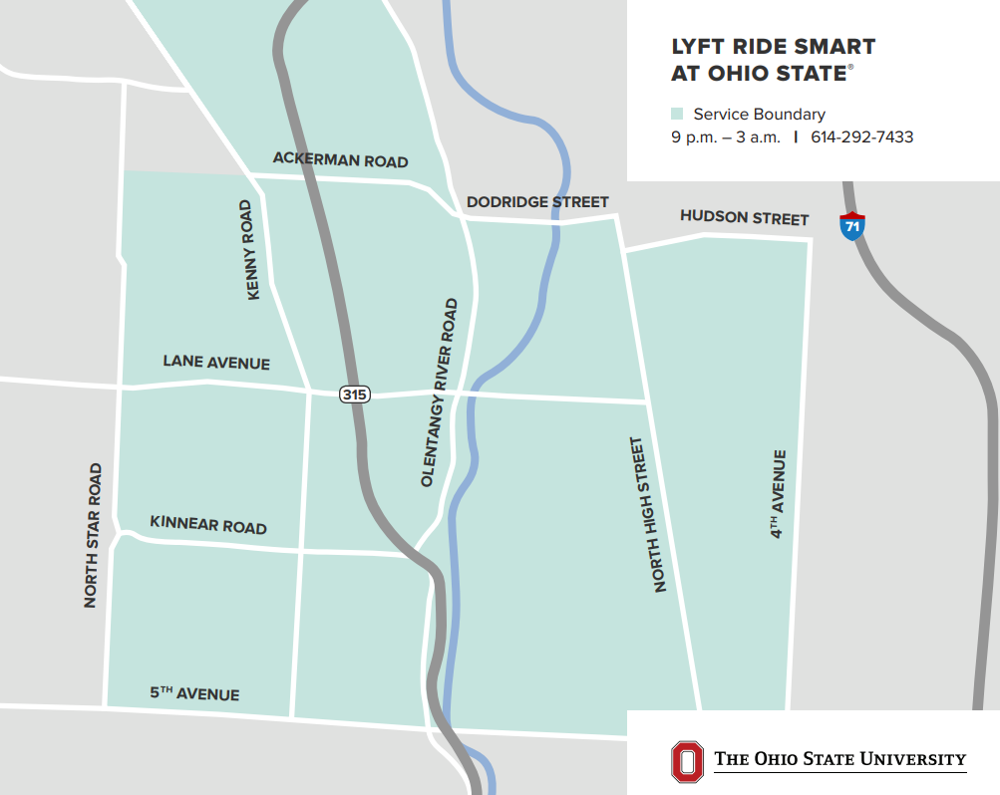 LYFT RIDE SMART
AT OHIO STATE®
Service Boundary
9 p.m. – 3 a.m. | 614-292-7433
ACKERMAN ROAD
DODRIDGE STREET
HUDSON STREET
71
KENNY ROAD
OLENTANGY RIVER ROAD
LANE AVENUE
315
NORTH HIGH STREET
4TH AVENUE
NORTH STAR ROAD
KINNEAR ROAD
5TH AVENUE
THE OHIO STATE UNIVERSITY